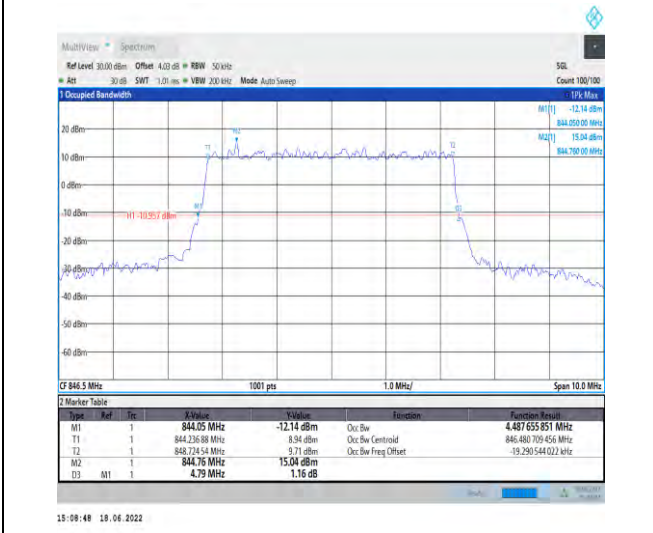 MultiView Spectrum
Ref Level 30.00 dBm Offset 4.03 dB RBW 50 kHz SGL
Att 30 dB SWT 1.01 ms VBW 200 kHz Mode Auto Sweep Count 100/100
1 Occupied Bandwidth 1Pk Max
M1[1] -12.14 dBm
844.050 00 MHz
M2[1] 15.04 dBm
844.760 00 MHz
20 dBm
T1 M2 T2
10 dBm
0 dBm
M1 D3
-10 dBm
H1 -10.957 dBm
-20 dBm
-30 dBm
-40 dBm
-50 dBm
-60 dBm
CF 846.5 MHz 1001 pts 1.0 MHz/ Span 10.0 MHz
2 Marker Table
Type Ref Trc X-Value Y-Value Function Function Result
M1 1 844.05 MHz -12.14 dBm Occ Bw 4.487 655 851 MHz
T1 1 844.236 88 MHz 8.94 dBm Occ Bw Centroid 846.480 709 456 MHz
T2 1 848.724 54 MHz 9.71 dBm Occ Bw Freq Offset -19.290 544 022 kHz
M2 1 844.76 MHz 15.04 dBm
D3 M1 1 4.79 MHz 1.16 dB
15:08:48 18.06.2022